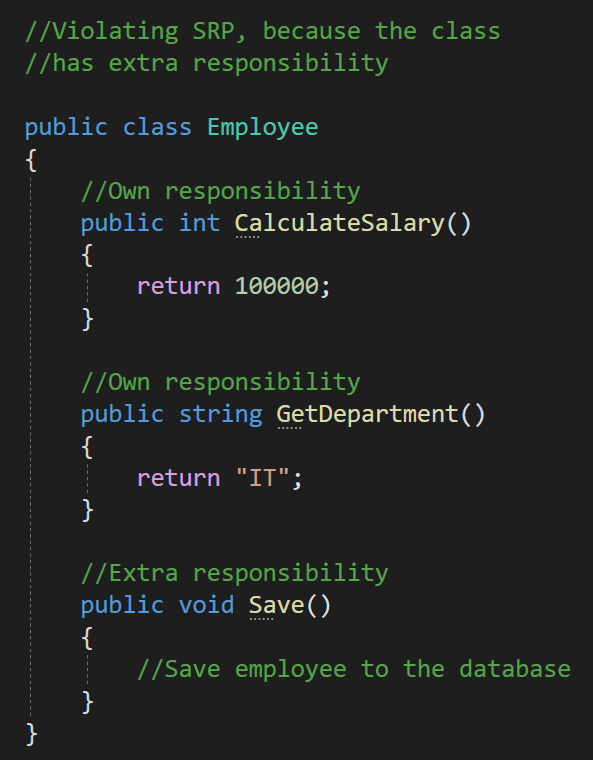 //Violating SRP, because the class
//has extra responsibility
public class Employee
{
//Own responsibility
public int CalculateSalary()
{
return 100000;
}
//Own responsibility
public string GetDepartment()
{
return "IT";
}
//Extra responsibility
public void Save()
{
//Save employee to the database
}
}